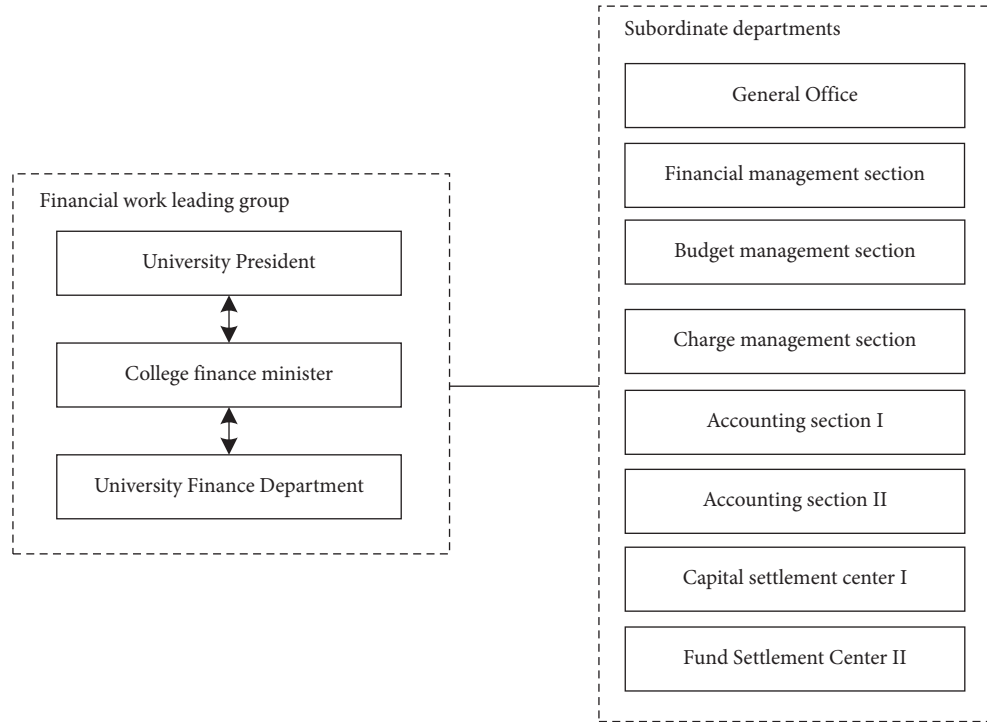 Financial work leading group
University President
College finance minister
University Finance Department
Subordinate departments
General Office
Financial management section
Budget management section
Charge management section
Accounting section I
Accounting section II
Capital settlement center I
Fund Settlement Center II